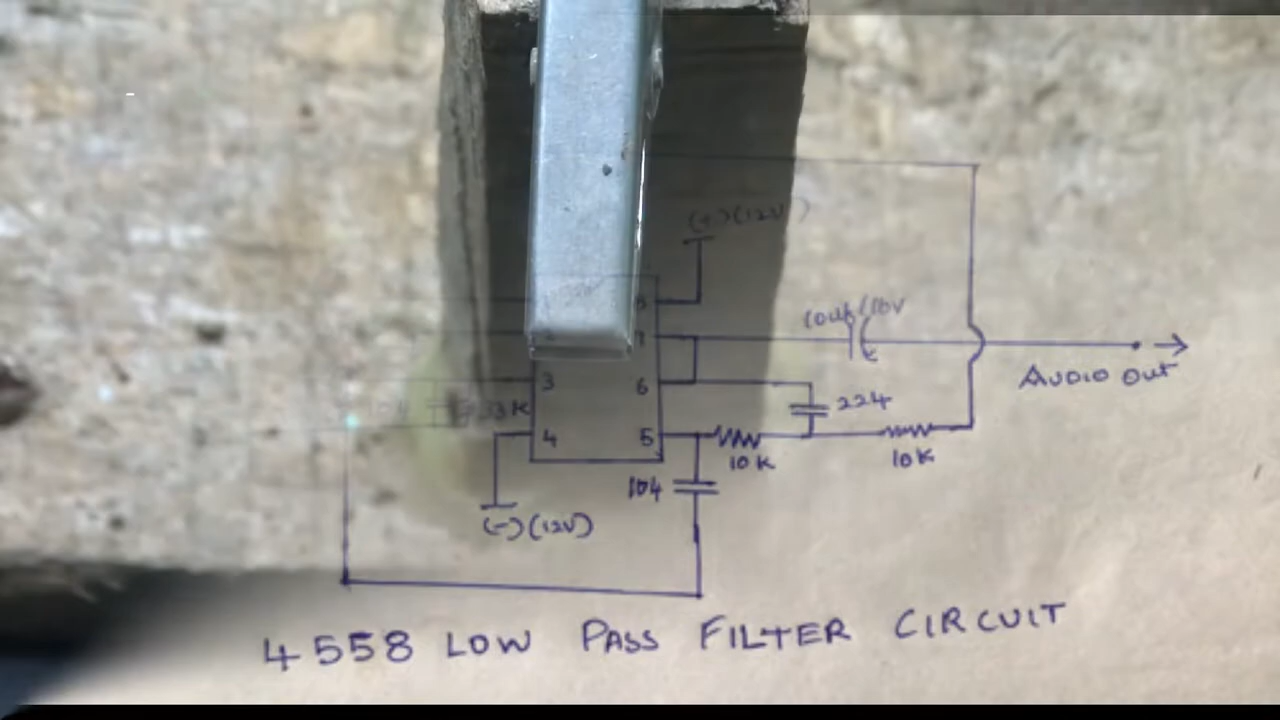 (+)(12V)
8
10uf/16V
7
Audio out
3
6
33K
224
4
5
10K
10K
104
(-)(12V)
4558 LOW PASS FILTER CIRCUIT